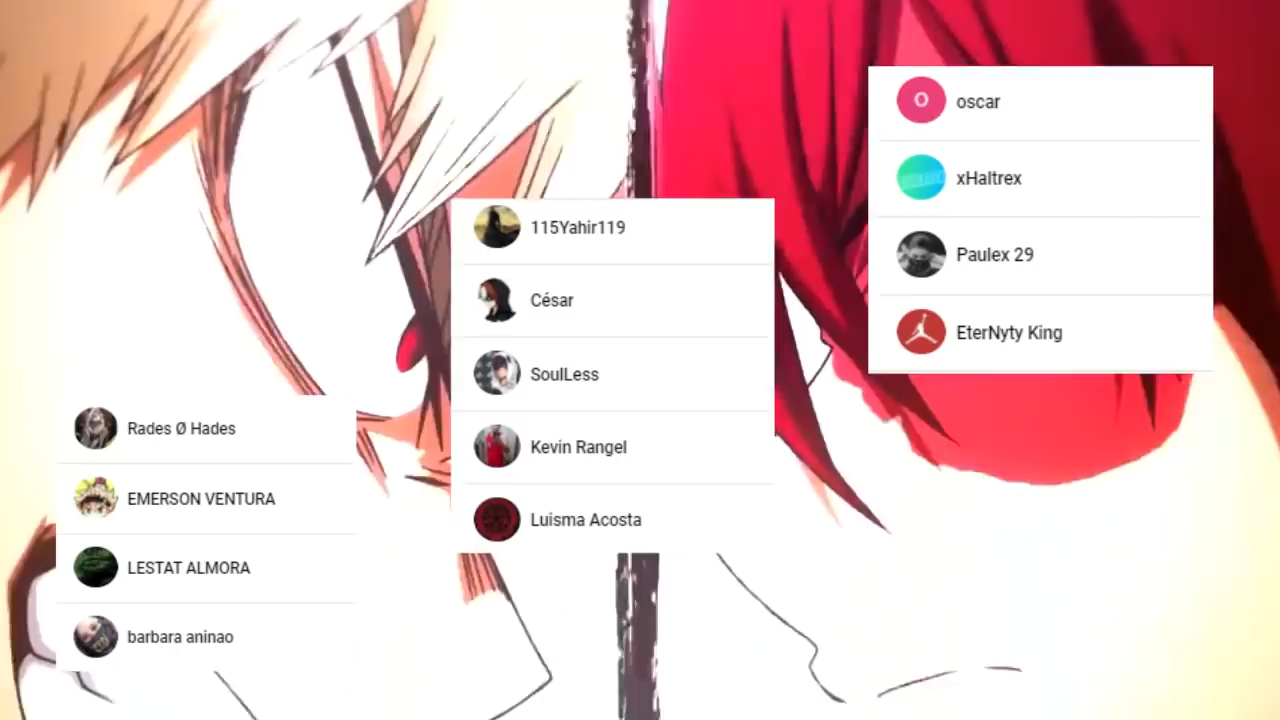 Rades Ø Hades
EMERSON VENTURA
LESTAT ALMORA
barbara aninao
115Yahir119
César
SoulLess
Kevin Rangel
Luisma Acosta
O
oscar
xHaltrex
Paulex 29
EterNyty King